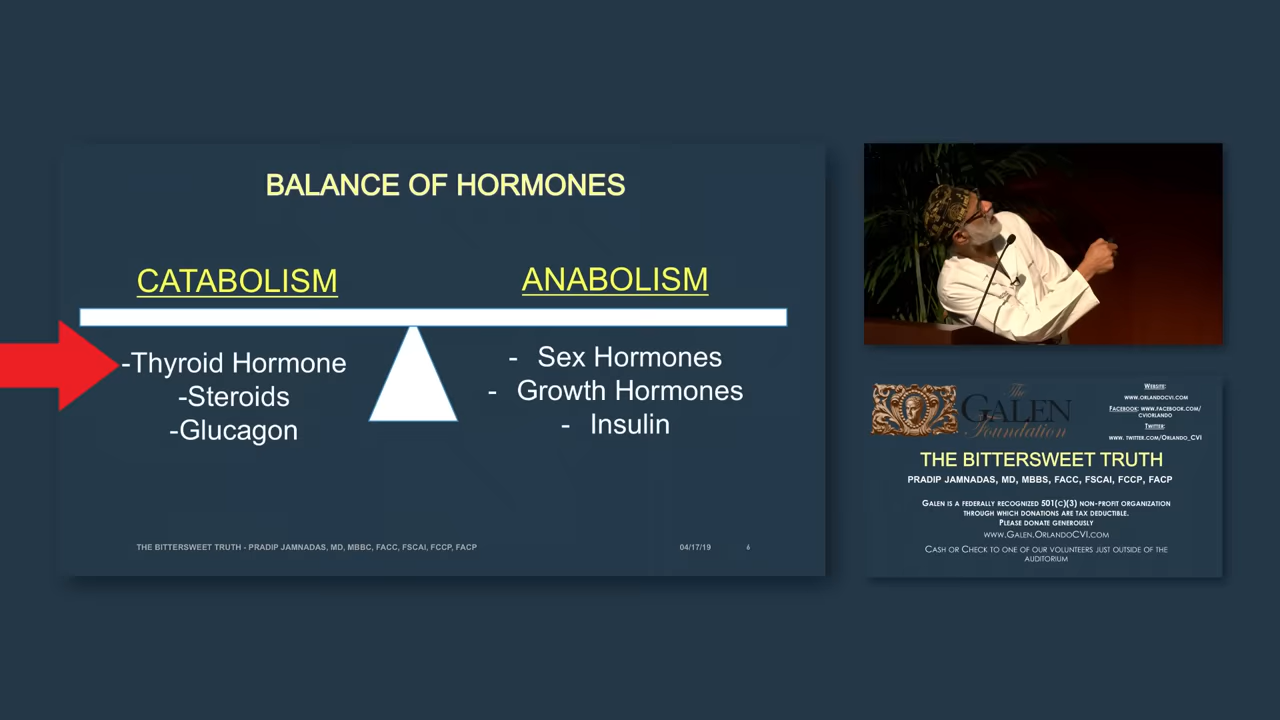 BALANCE OF HORMONES
CATABOLISM
-Thyroid Hormone
-Steroids
-Glucagon
ANABOLISM
- Sex Hormones
- Growth Hormones
- Insulin
THE BITTERSWEET TRUTH - PRADIP JAMNADAS, MD, MBBC, FACC, FSCAI, FCCP, FACP
04/17/19
6
The
GALEN
Foundation
WEBSITE:
WWW.ORLANDOCVI.COM
FACEBOOK: WWW.FACEBOOK.COM/
CVIORLANDO
TWITTER:
WWW. TWITTER.COM/ORLANDO_CVI
THE BITTERSWEET TRUTH
PRADIP JAMNADAS, MD, MBBS, FACC, FSCAI, FCCP, FACP
GALEN IS A FEDERALLY RECOGNIZED 501(C)(3) NON-PROFIT ORGANIZATION
THROUGH WHICH DONATIONS ARE TAX DEDUCTIBLE.
PLEASE DONATE GENEROUSLY
WWW.GALEN.ORLANDOCVI.COM
CASH OR CHECK TO ONE OF OUR VOLUNTEERS JUST OUTSIDE OF THE
AUDITORIUM